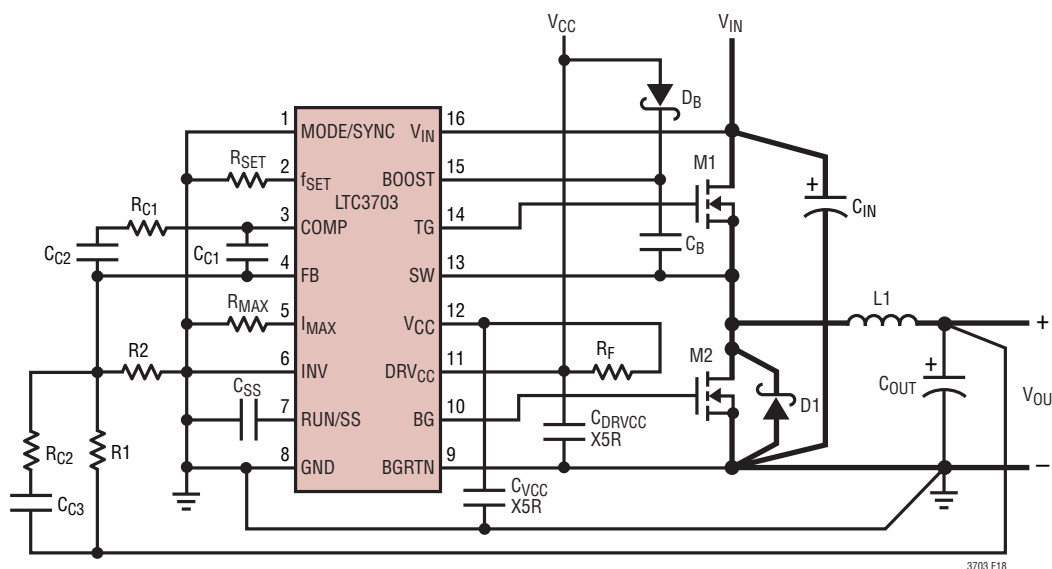 VCC
VIN
DB
1
MODE/SYNC
VIN
16
RSET
2
fSET
BOOST
15
M1
LTC3703
RC1
3
COMP
TG
14
+
CIN
CC2
CC1
CB
4
FB
SW
13
L1
RMAX
5
IMAX
VCC
12
+
R2
6
INV
DRVCC
11
RF
M2
+
COUT
CSS
7
RUN/SS
BG
10
D1
VOU
RC2
R1
CDRVCC
X5R
8
GND
BGRTN
9
–
CC3
CVCC
X5R
3703 F18